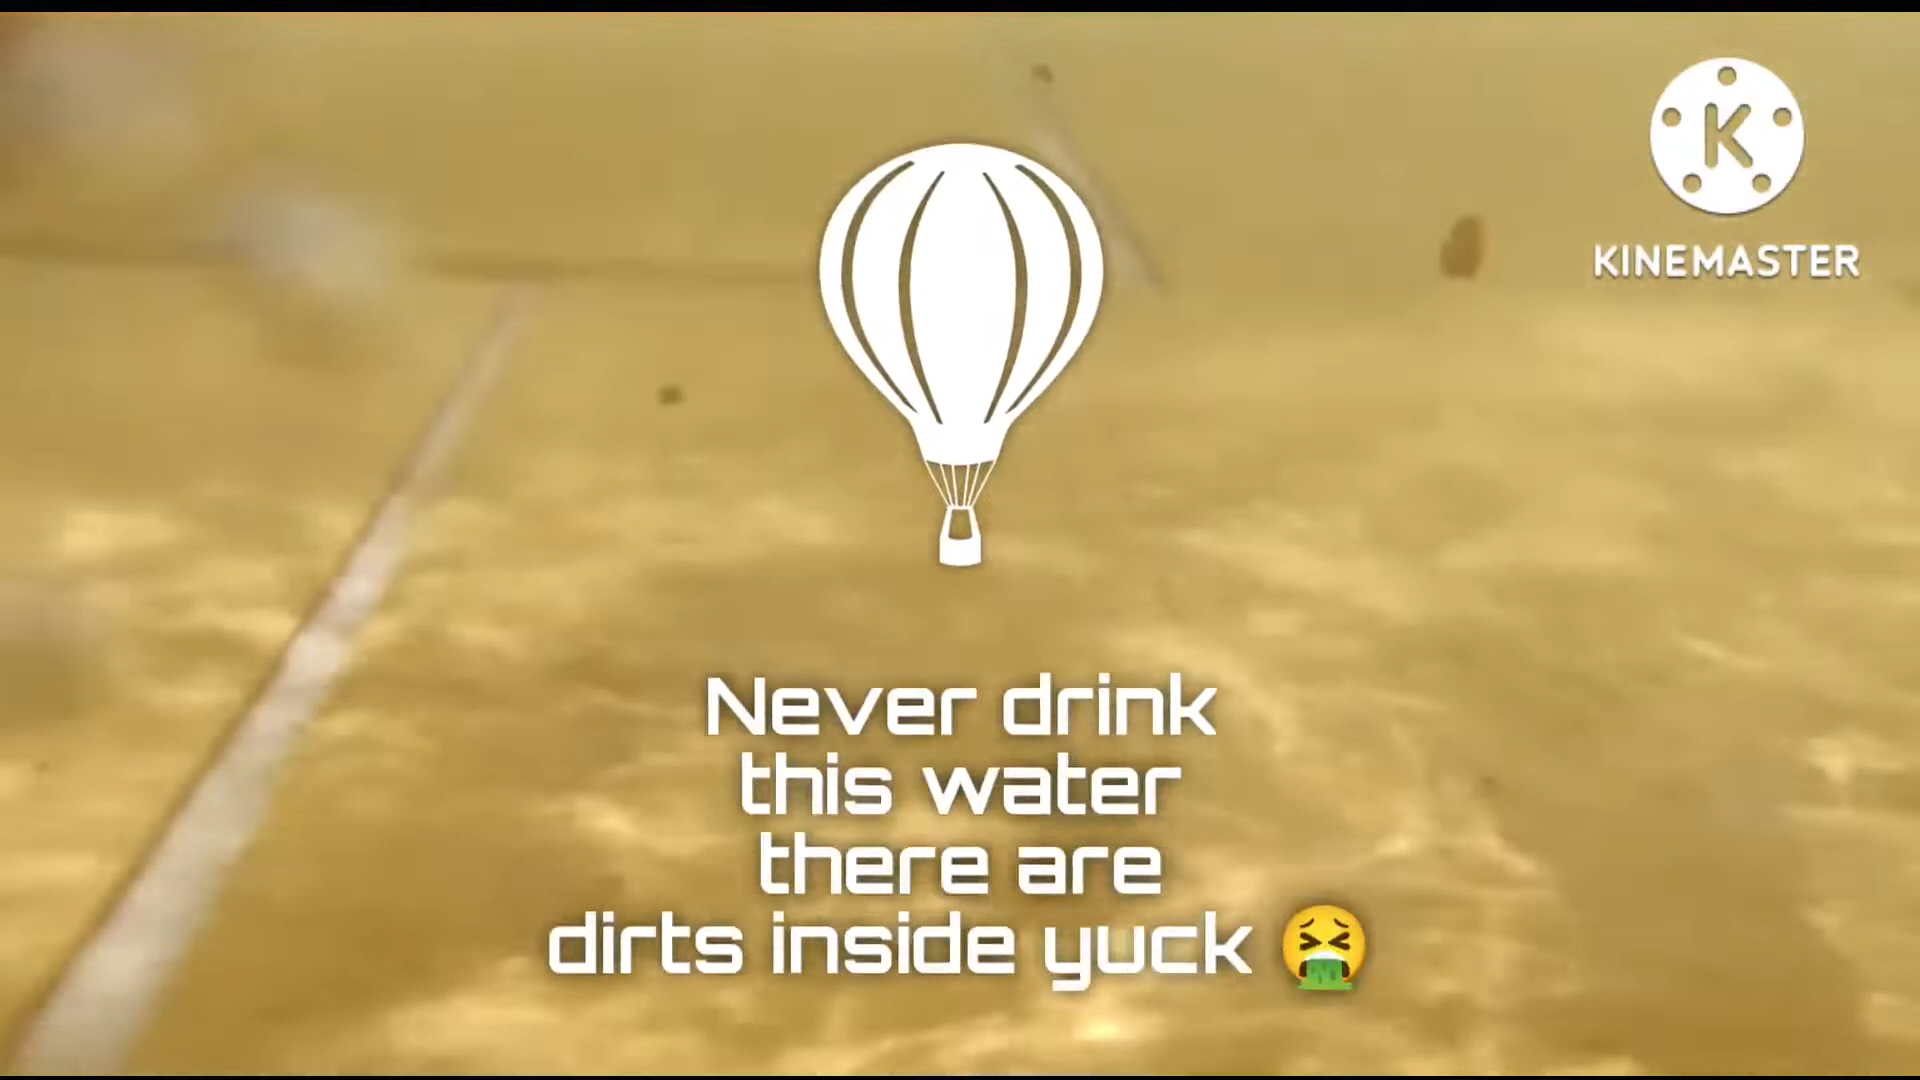 K
KINEMASTER
Never drink
this water
there are
dirts inside yuck 🤮